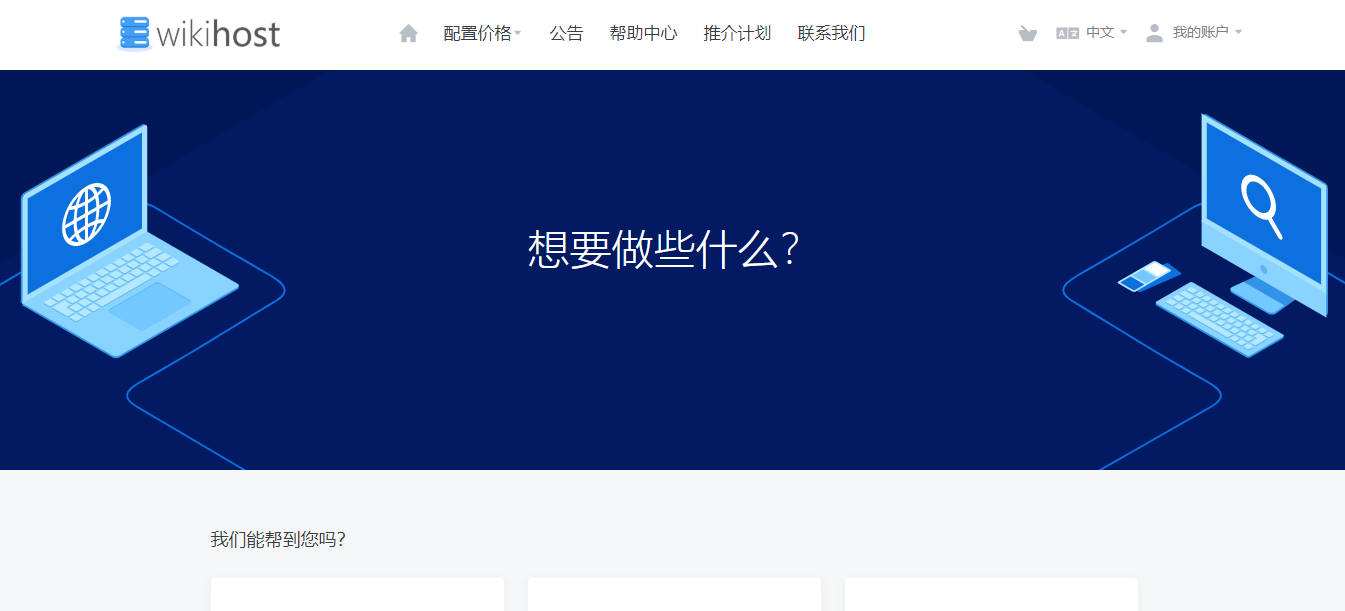 wikihost
配置价格
公告
帮助中心
推介计划
联系我们
中文
我的账户
想要做些什么?
我们能帮到您吗?